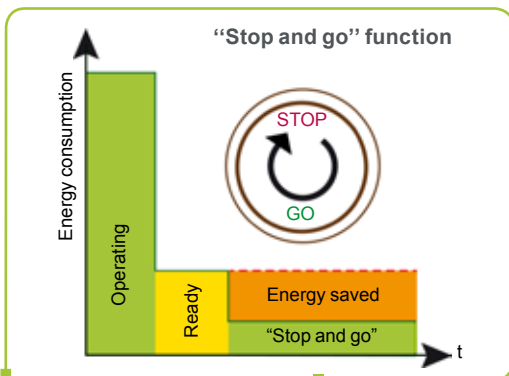 “Stop and go” function
Energy consumption
STOP
GO
Operating
Ready
Energy saved
“Stop and go”
t